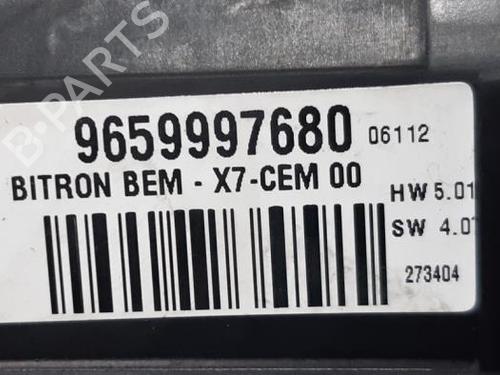 B-PARTS
9659997680 06112
BITRON BEM - X7-CEM 00
HW 5.01
SW 4.0
273404